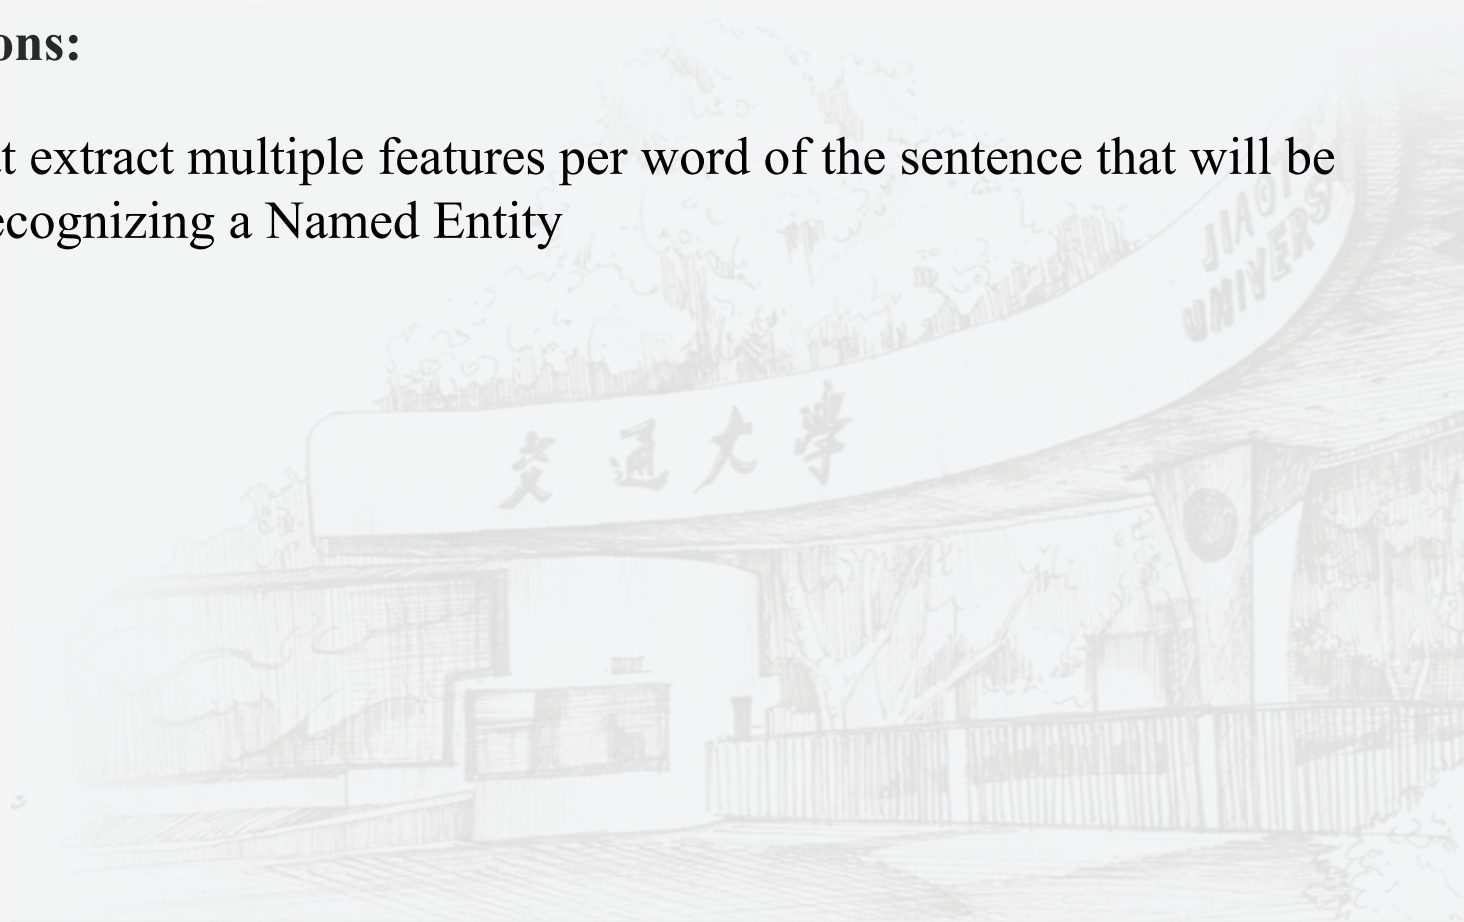 ons:
t extract multiple features per word of the sentence that will be
ecognizing a Named Entity
JIAO
UNIVERS
交通大學